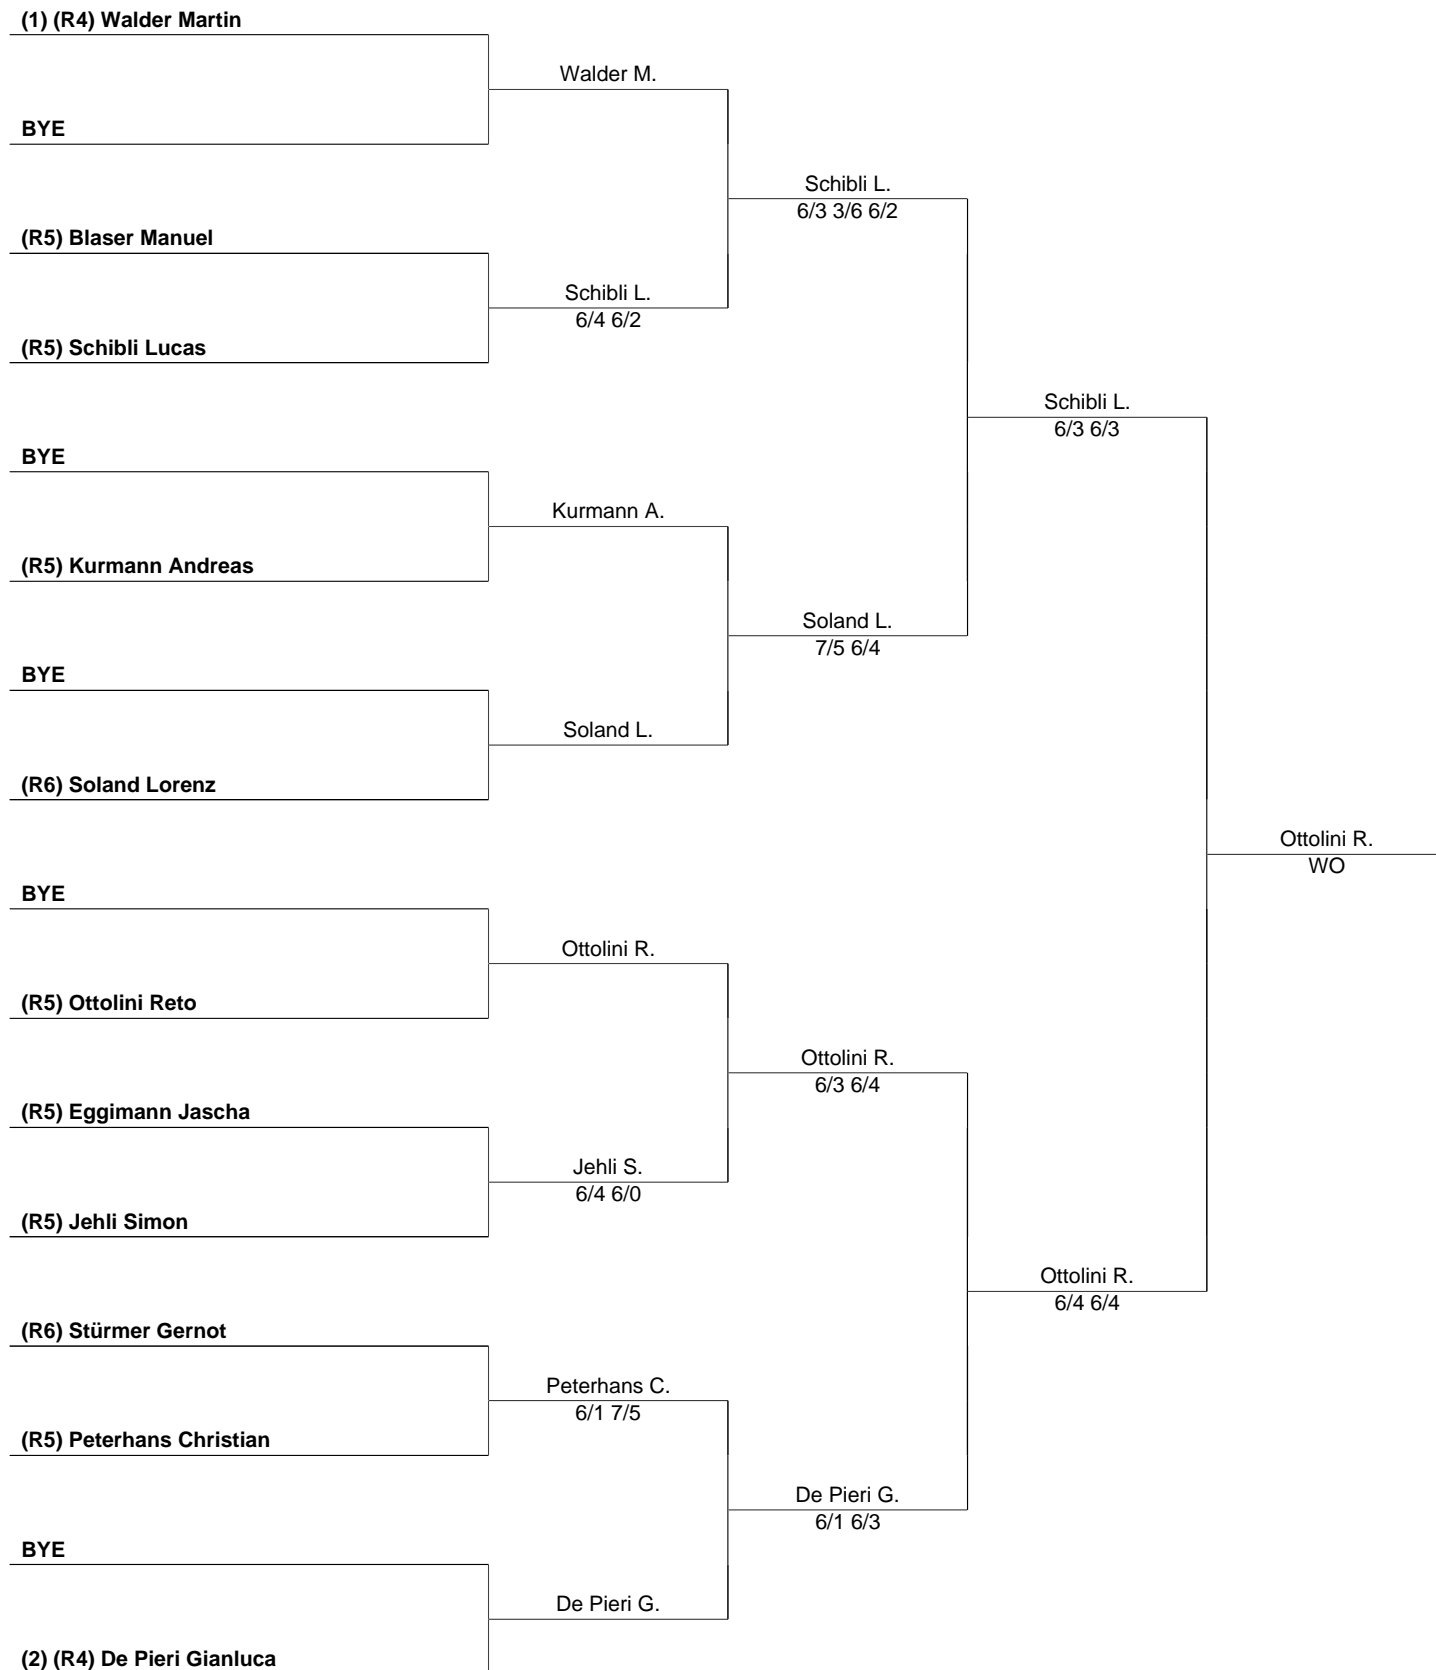 (1) (R4) Walder Martin
Walder M.
BYE
Schibli L.
6/3 3/6 6/2
(R5) Blaser Manuel
Schibli L.
6/4 6/2
(R5) Schibli Lucas
Schibli L.
6/3 6/3
BYE
Kurmann A.
(R5) Kurmann Andreas
Soland L.
7/5 6/4
BYE
Soland L.
(R6) Soland Lorenz
Ottolini R.
WO
BYE
Ottolini R.
(R5) Ottolini Reto
Ottolini R.
6/3 6/4
(R5) Eggimann Jascha
Jehli S.
6/4 6/0
(R5) Jehli Simon
Ottolini R.
6/4 6/4
(R6) Stürmer Gernot
Peterhans C.
6/1 7/5
(R5) Peterhans Christian
De Pieri G.
6/1 6/3
BYE
De Pieri G.
(2) (R4) De Pieri Gianluca